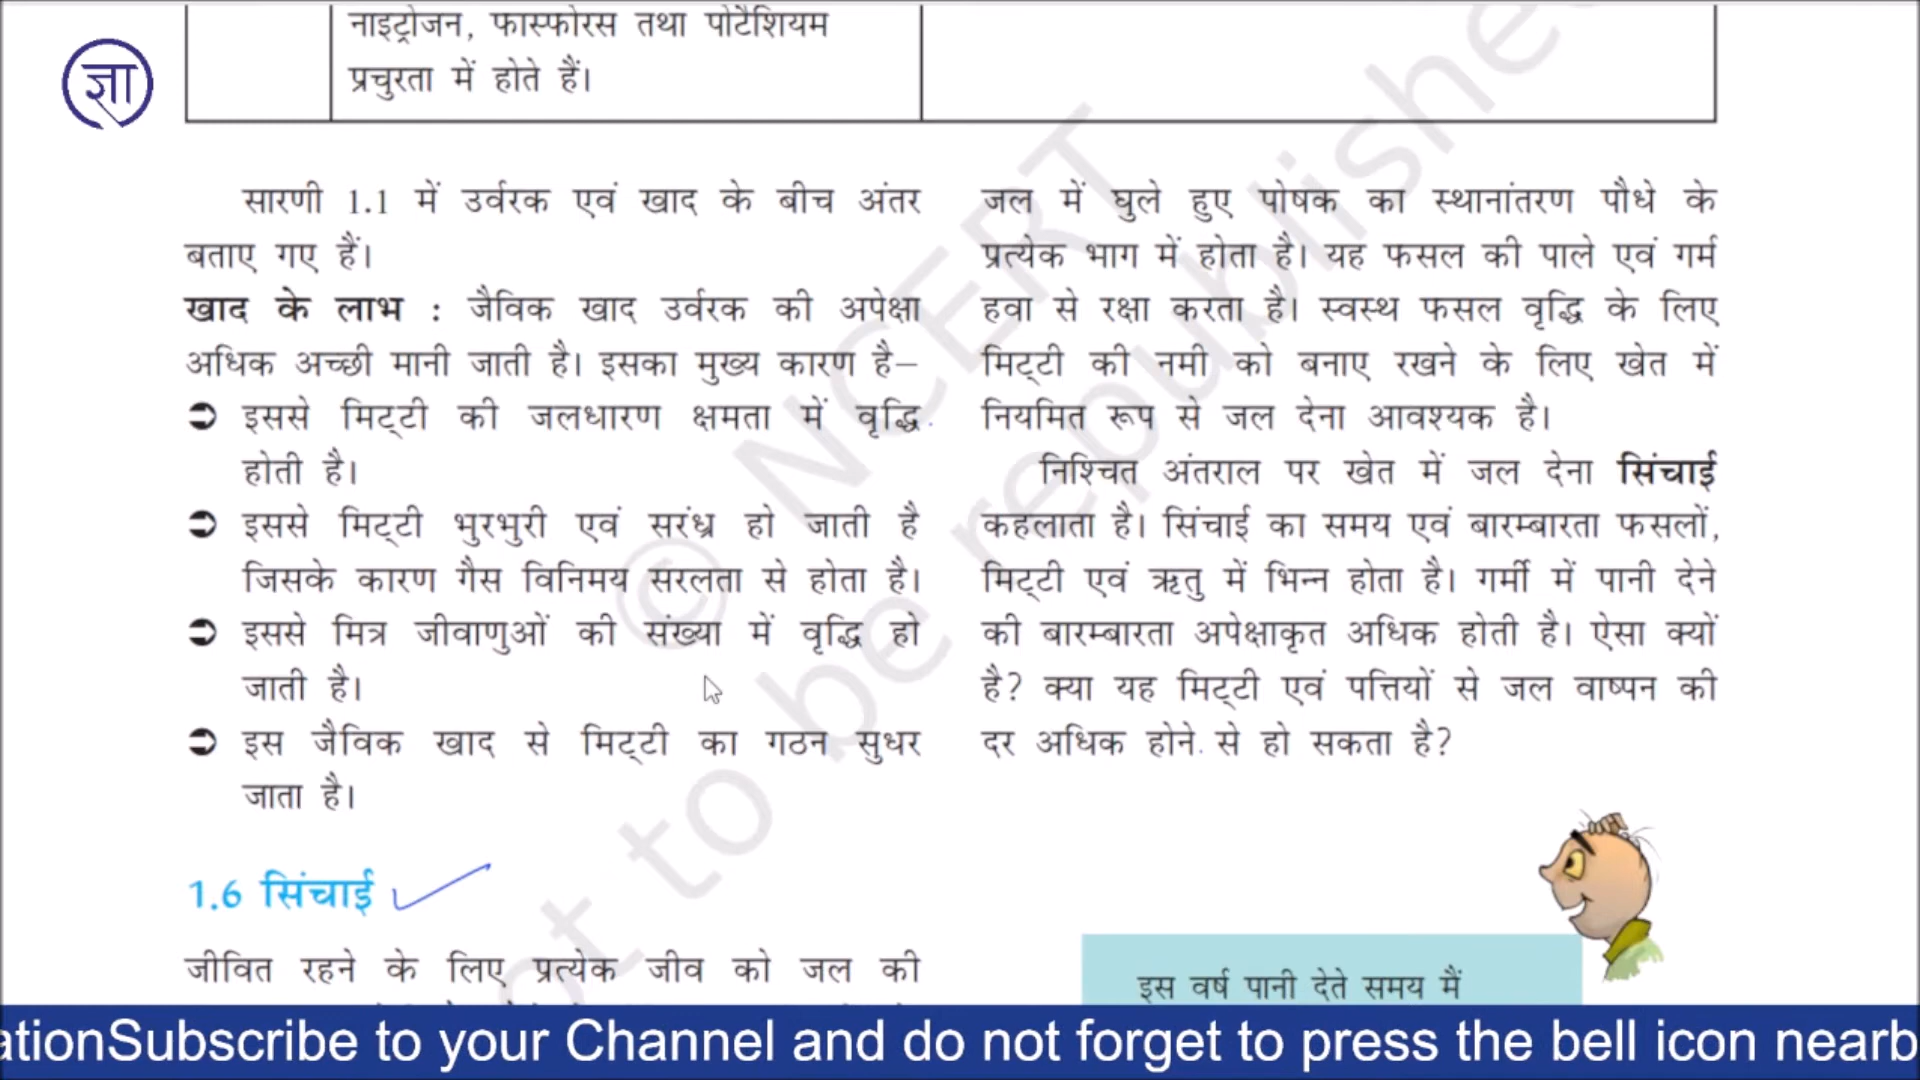 नाइट्रोजन, फास्फोरस तथा पोटैशियम
प्रचुरता में होते हैं।
ज्ञा
सारणी 1.1 में उर्वरक एवं खाद के बीच अंतर
बताए गए हैं।
खाद के लाभ : जैविक खाद उर्वरक की अपेक्षा
अधिक अच्छी मानी जाती है। इसका मुख्य कारण है–
➲ इससे मिट्टी की जलधारण क्षमता में वृद्धि
होती है।
➲ इससे मिट्टी भुरभुरी एवं सरंध्र हो जाती है
जिसके कारण गैस विनिमय सरलता से होता है।
➲ इससे मित्र जीवाणुओं की संख्या में वृद्धि हो
जाती है।
➲ इस जैविक खाद से मिट्टी का गठन सुधर
जाता है।
1.6 सिंचाई
जीवित रहने के लिए प्रत्येक जीव को जल की
जल में घुले हुए पोषक का स्थानांतरण पौधे के
प्रत्येक भाग में होता है। यह फसल की पाले एवं गर्म
हवा से रक्षा करता है। स्वस्थ फसल वृद्धि के लिए
मिट्टी की नमी को बनाए रखने के लिए खेत में
नियमित रूप से जल देना आवश्यक है।
निश्चित अंतराल पर खेत में जल देना सिंचाई
कहलाता है। सिंचाई का समय एवं बारम्बारता फसलों,
मिट्टी एवं ऋतु में भिन्न होता है। गर्मी में पानी देने
की बारम्बारता अपेक्षाकृत अधिक होती है। ऐसा क्यों
है? क्या यह मिट्टी एवं पत्तियों से जल वाष्पन की
दर अधिक होने से हो सकता है?
इस वर्ष पानी देते समय मैं
© NCERT
not to be republished
ationSubscribe to your Channel and do not forget to press the bell icon nearb